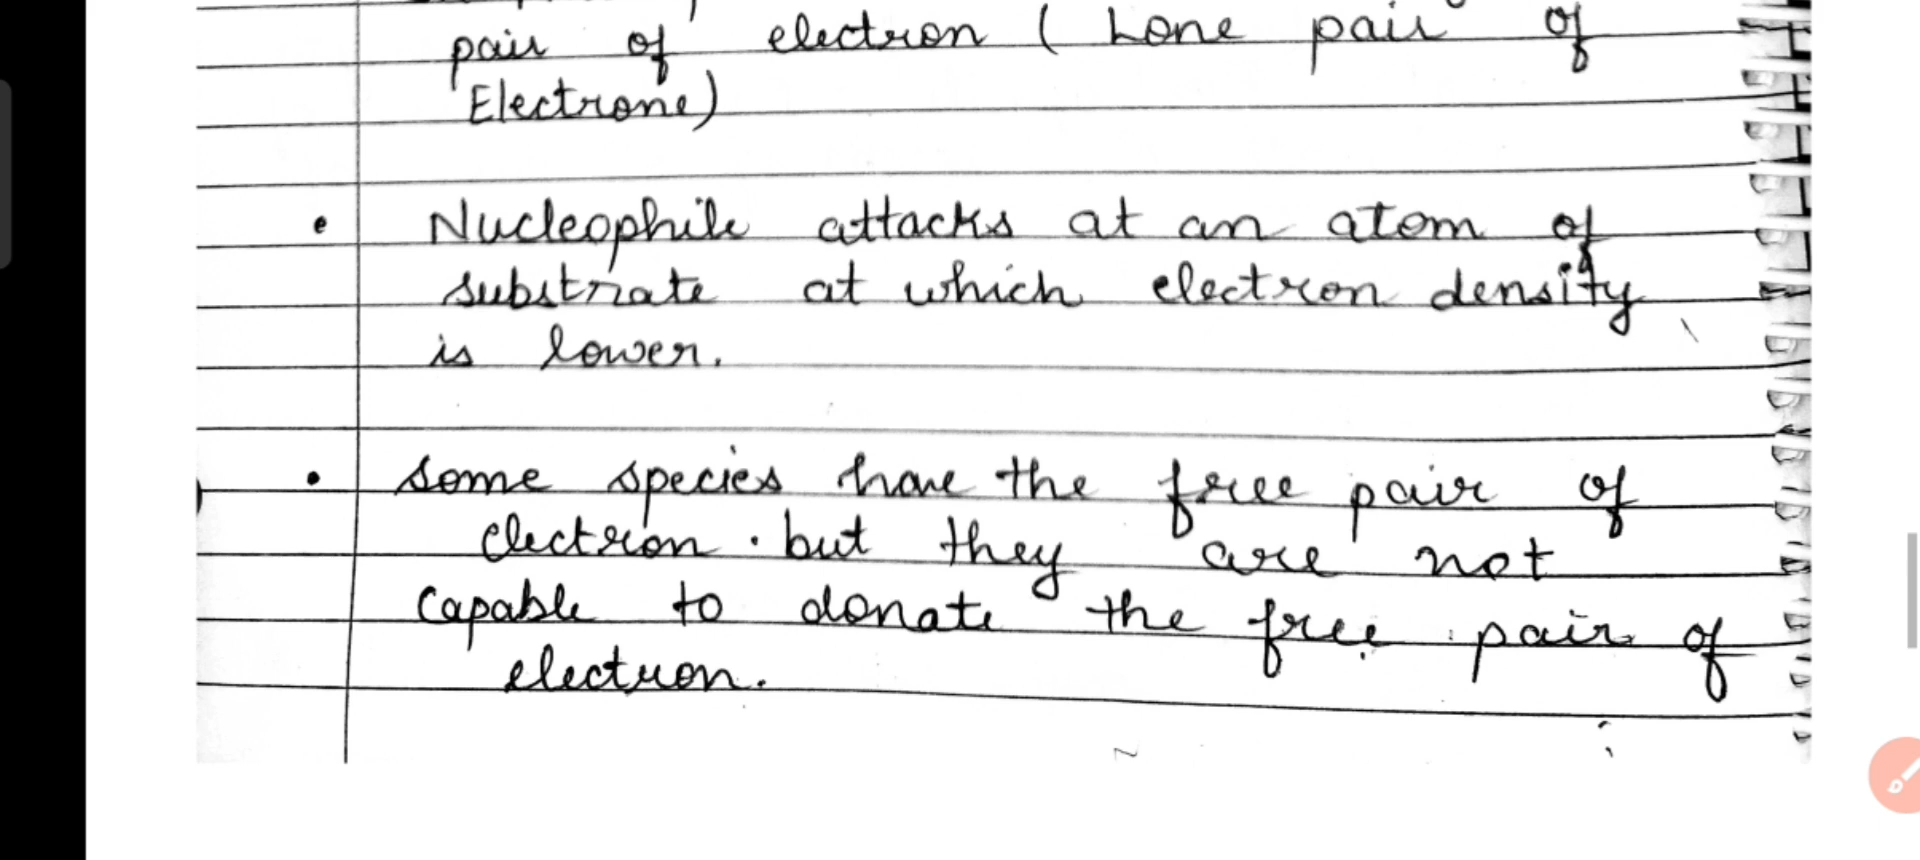 pair of electron ( Lone pair of
Electrone)
Nucleophile attacks at an atom of
substrate at which electron density
is lower.
some species have the free pair of
electron . but they are not
capable to donate the free pair of
electron.